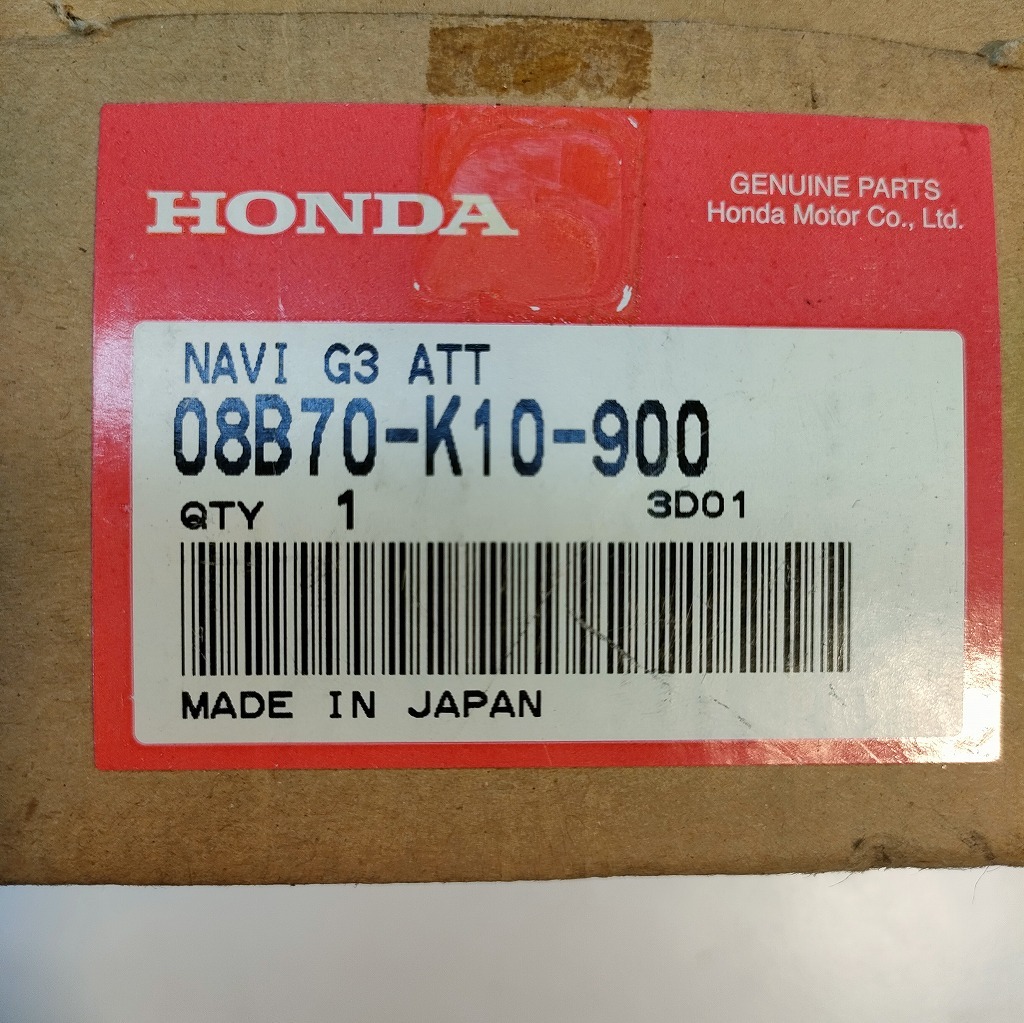 HONDA
GENUINE PARTS
Honda Motor Co., Ltd.
NAVI G3 ATT
08B70-K10-900
QTY 1 3D01
MADE IN JAPAN